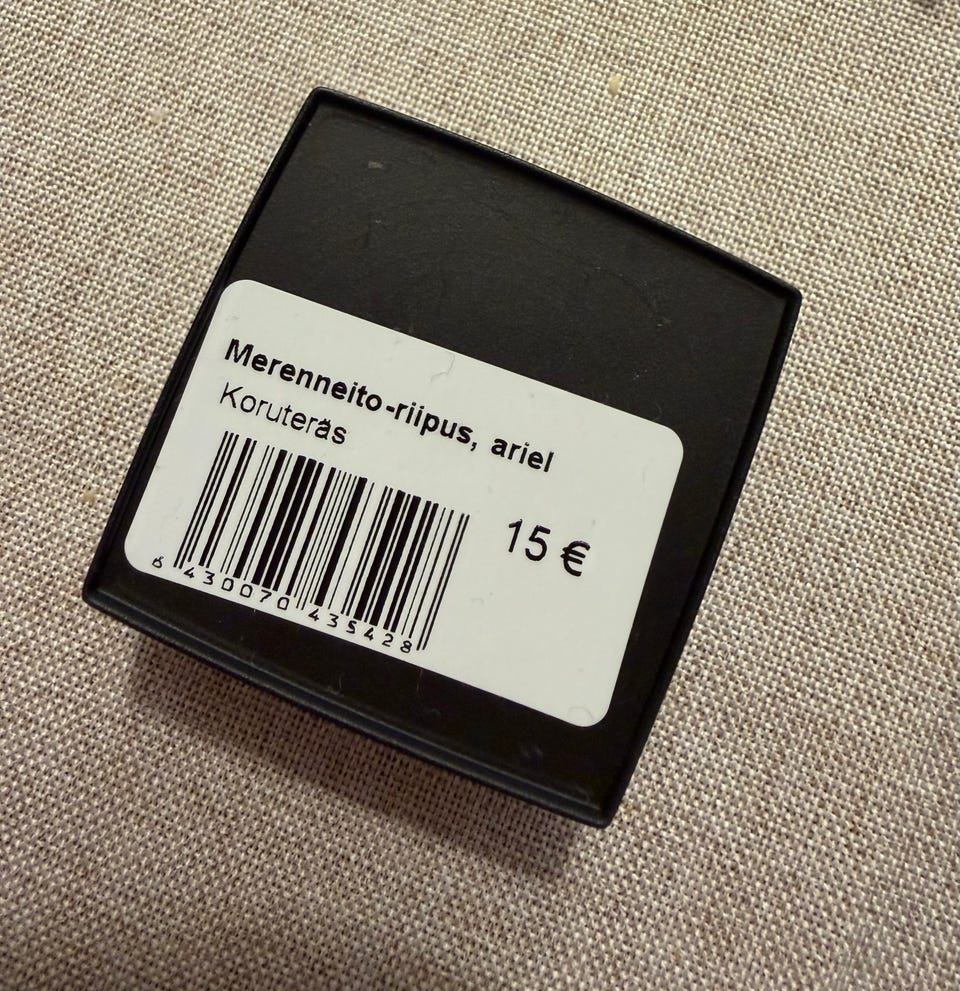 Merenneito-riipus, ariel
Koruteräs
15 €
6 430070 435428